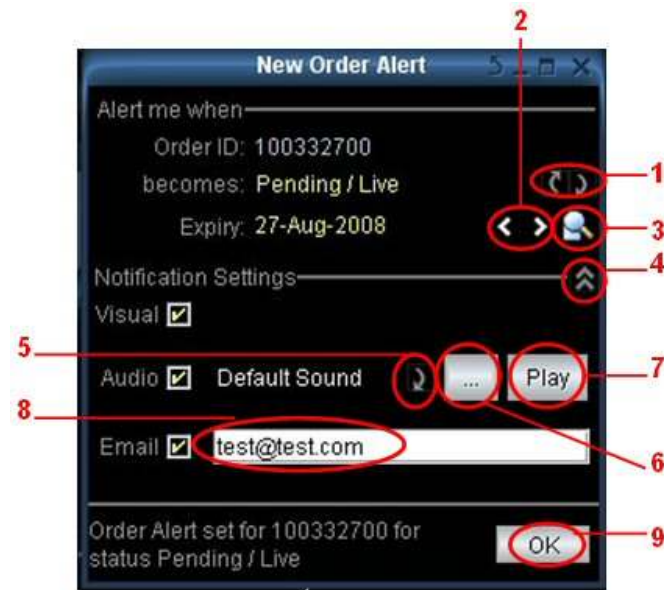 2
New Order Alert
Alert me when
Order ID: 100332700
becomes: Pending / Live
1
Expiry: 27-Aug-2008
3
Notification Settings
4
Visual
5
Audio Default Sound ... Play
7
8
Email test@test.com
6
Order Alert set for 100332700 for
status Pending / Live
OK
9